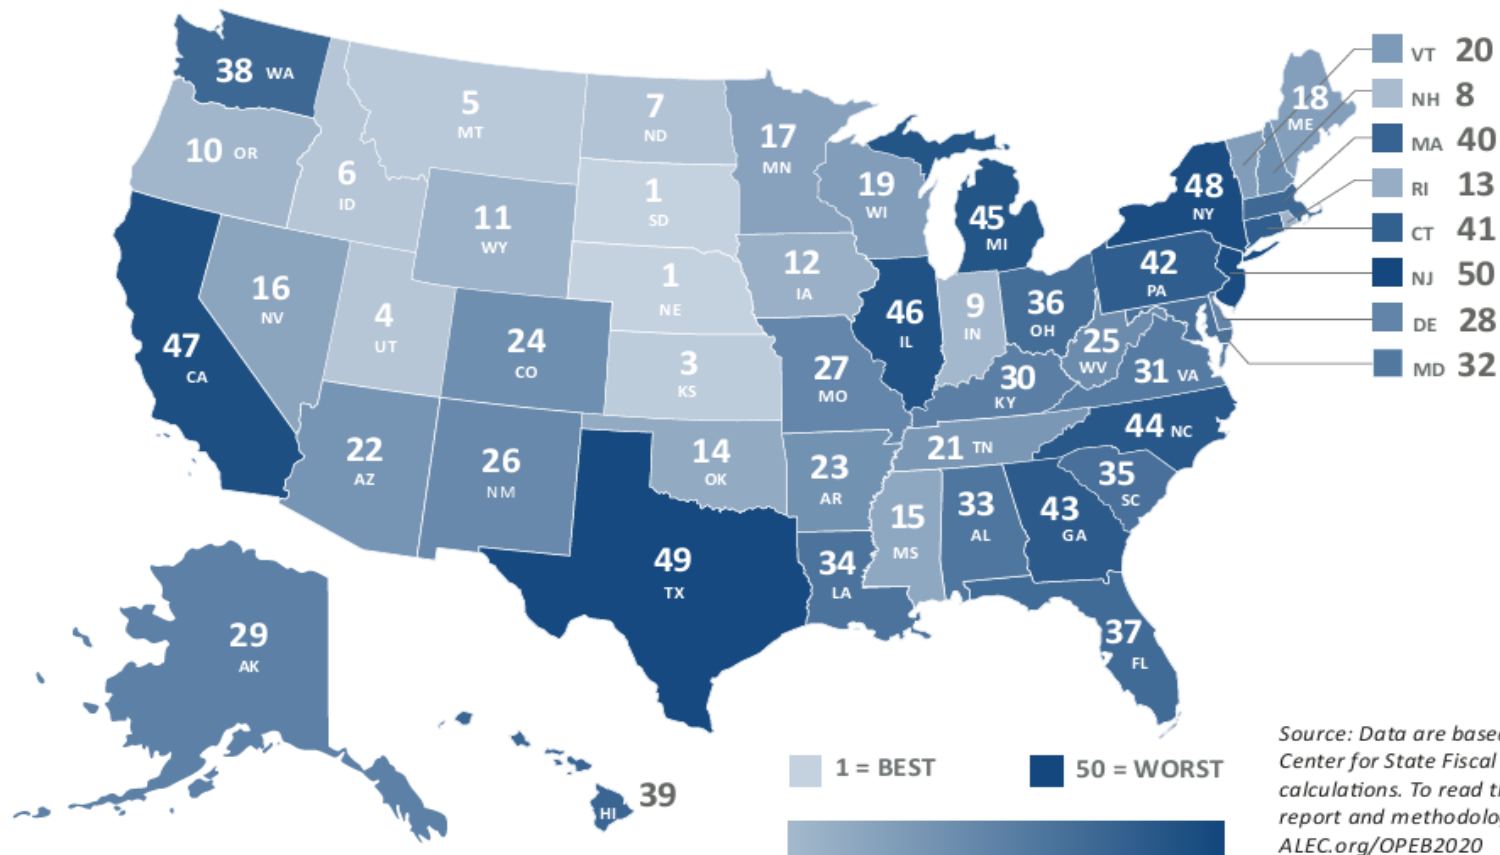 38 WA
5
MT
7
ND
17
MN
18
ME
VT 20
NH 8
MA 40
RI 13
CT 41
NJ 50
DE 28
MD 32
10 OR
6
ID
1
SD
19
WI
48
NY
11
WY
45
MI
42
PA
16
NV
4
UT
1
NE
12
IA
46
IL
9
IN
36
OH
25
WV
31 VA
47
CA
24
CO
3
KS
27
MO
30
KY
44 NC
22
AZ
26
NM
14
OK
23
AR
21 TN
35
SC
15
MS
33
AL
43
GA
49
TX
34
LA
37
FL
29
AK
39
HI
1 = BEST
50 = WORST
Source: Data are based
Center for State Fiscal
calculations. To read th
report and methodolo
ALEC.org/OPEB2020